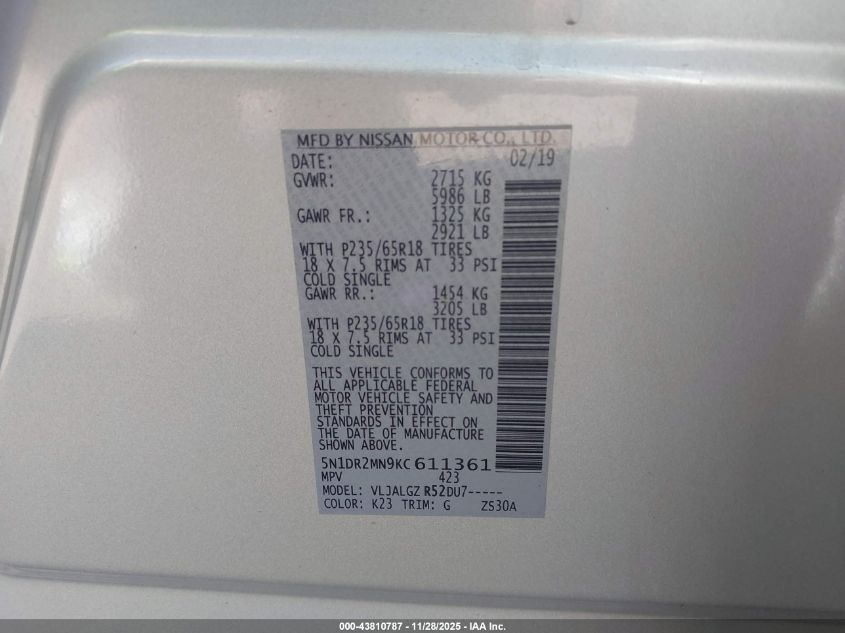 MFD BY NISSAN MOTOR CO., LTD.
DATE: 02/19
GVWR: 2715 KG
5986 LB
GAWR FR.: 1325 KG
2921 LB
WITH P235/65R18 TIRES
18 X 7.5 RIMS AT 33 PSI
COLD SINGLE
GAWR RR.: 1454 KG
3205 LB
WITH P235/65R18 TIRES
18 X 7.5 RIMS AT 33 PSI
COLD SINGLE
THIS VEHICLE CONFORMS TO
ALL APPLICABLE FEDERAL
MOTOR VEHICLE SAFETY AND
THEFT PREVENTION
STANDARDS IN EFFECT ON
THE DATE OF MANUFACTURE
SHOWN ABOVE.
5N1DR2MN9KC611361
MPV 423
MODEL: VLJALGZ R52DU7-----
COLOR: K23 TRIM: G ZS30A
000-43810787 - 11/28/2025 - IAA Inc.